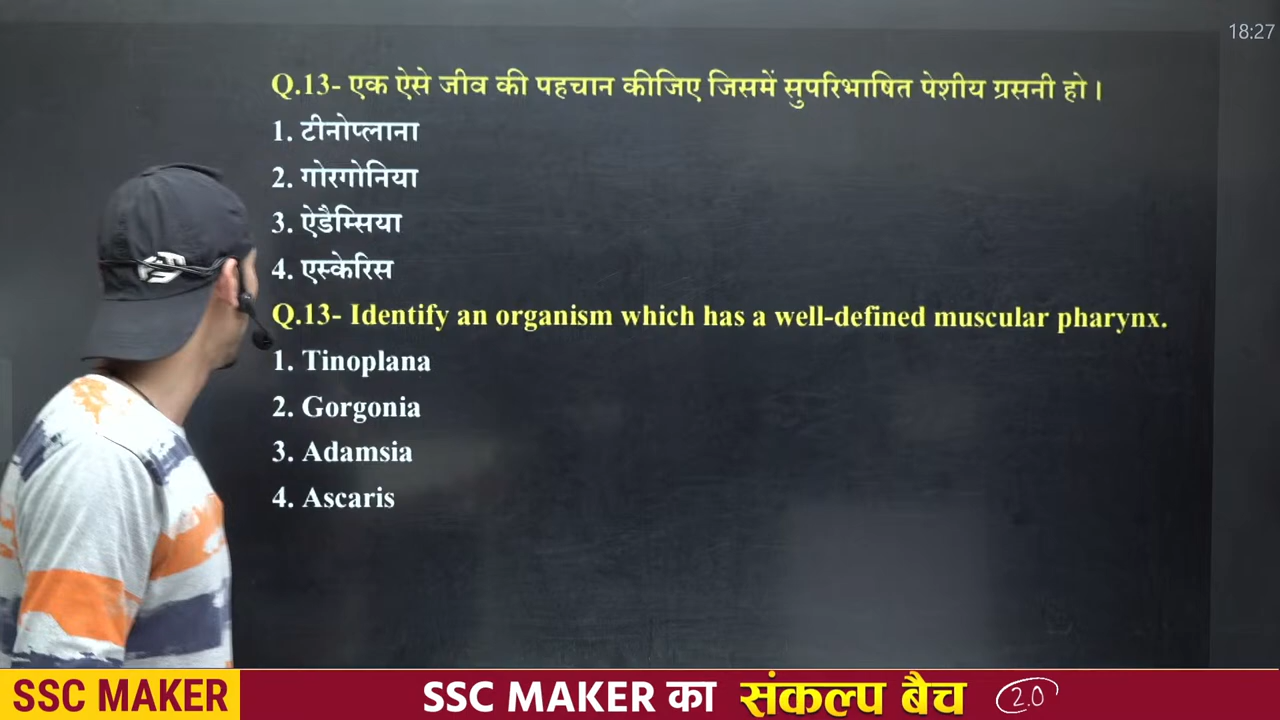 18:27
Q.13- एक ऐसे जीव की पहचान कीजिए जिसमें सुपरिभाषित पेशीय ग्रसनी हो।
1. टीनोप्लाना
2. गोरगोनिया
3. ऐडैम्सिया
4. एस्केरिस
Q.13- Identify an organism which has a well-defined muscular pharynx.
1. Tinoplana
2. Gorgonia
3. Adamsia
4. Ascaris
SSC MAKER
SSC MAKER का संकल्प बैच 2.0